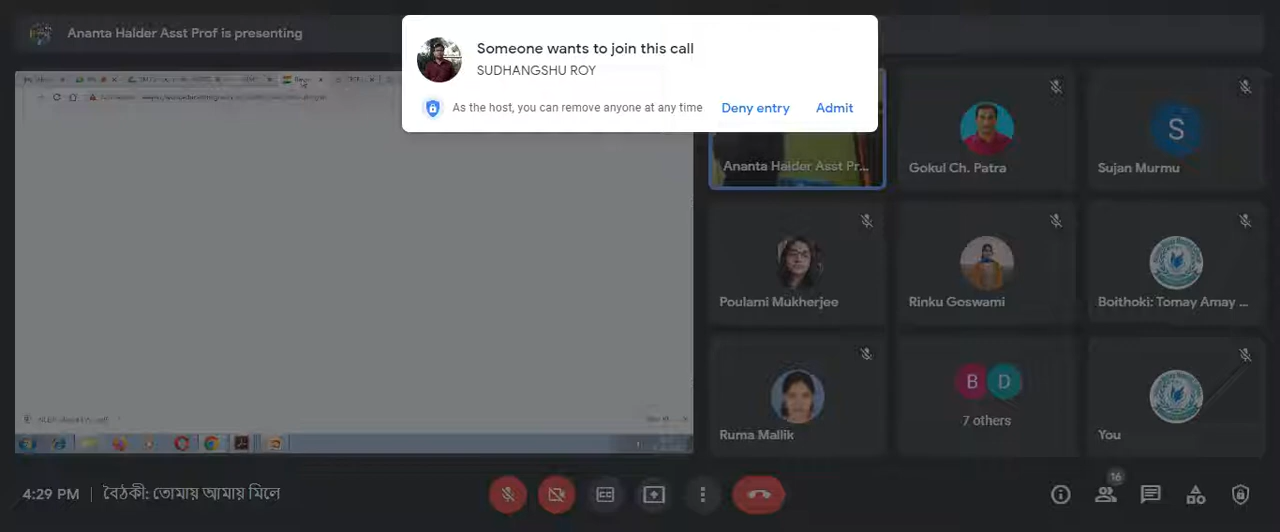 Ananta Halder Asst Prof is presenting
Someone wants to join this call
SUDHANGSHU ROY
As the host, you can remove anyone at any time
Deny entry
Admit
Ananta Halder Asst Pr...
Gokul Ch. Patra
S
Sujan Murmu
Poulami Mukherjee
Rinku Goswami
Boithoki: Tomay Amay ...
Ruma Mallik
B
D
7 others
You
4:29 PM
বৈঠকী: তোমায় আমায় মিলে
16